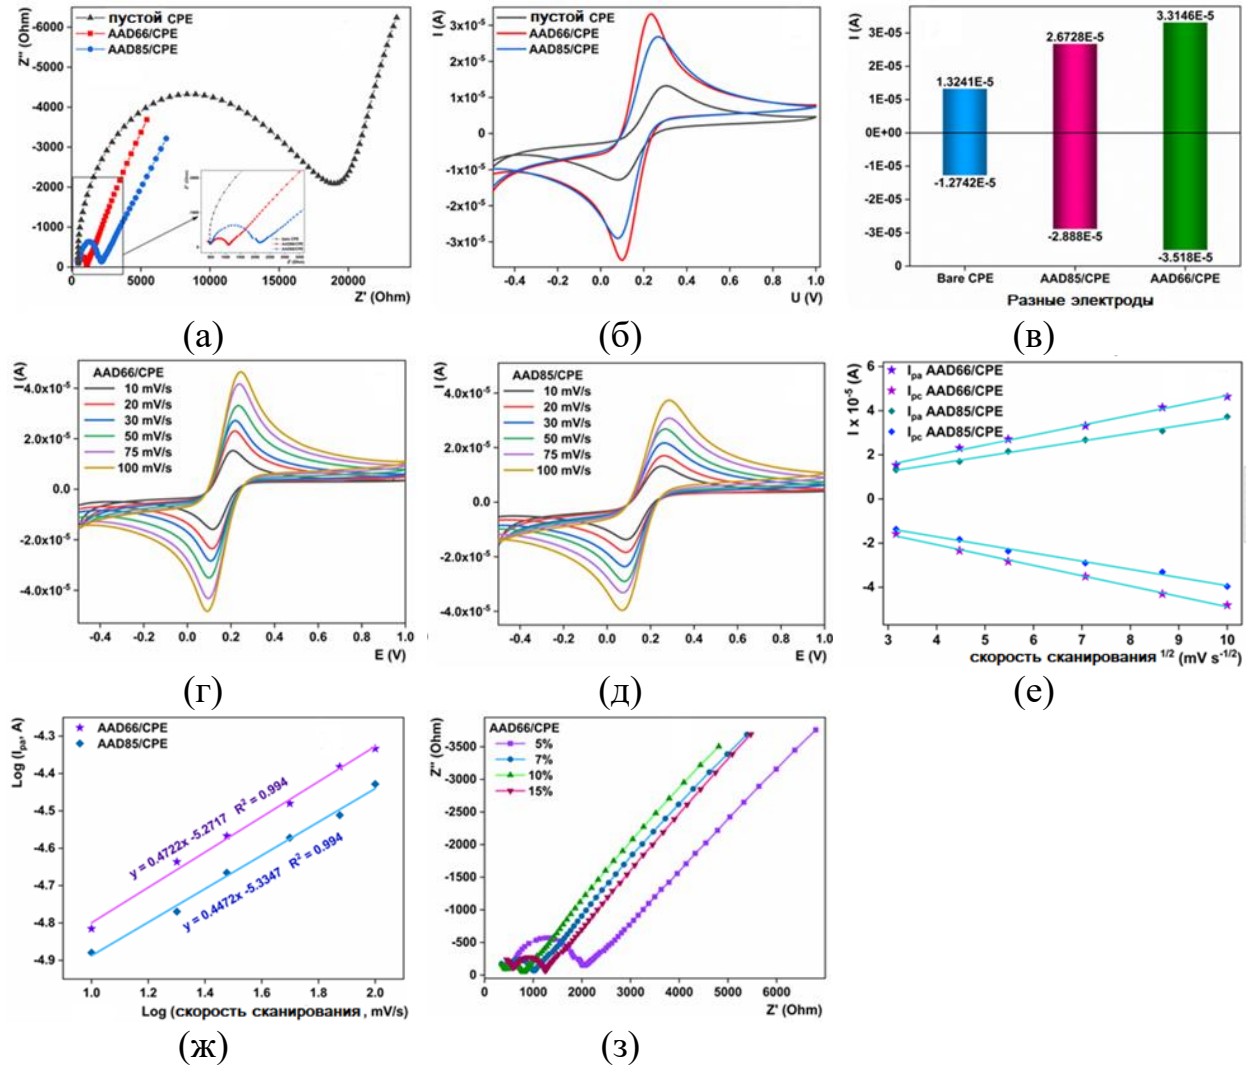 Z'' (Ohm)
-6000
-5000
-4000
-3000
-2000
-1000
0
пустой CPE
AAD66/CPE
AAD85/CPE
bare CPE
AAD66/CPE
Z' (Ohm)
0
5000
10000
15000
20000
Z' (Ohm)
(а)
I (A)
3x10⁻⁵
2x10⁻⁵
1x10⁻⁵
0
-1x10⁻⁵
-2x10⁻⁵
-3x10⁻⁵
пустой CPE
AAD66/CPE
AAD85/CPE
-0.4
-0.2
0.0
0.2
0.4
0.6
0.8
1.0
U (V)
(б)
I (A)
3E-05
2E-05
1E-05
0E+00
-1E-05
-2E-05
-3E-05
1.3241E-5
-1.2742E-5
2.6728E-5
-2.888E-5
3.3146E-5
-3.518E-5
Bare CPE
AAD85/CPE
AAD66/CPE
Разные электроды
(в)
I (A)
4.0x10⁻⁵
2.0x10⁻⁵
0.0
-2.0x10⁻⁵
-4.0x10⁻⁵
AAD66/CPE
10 mV/s
20 mV/s
30 mV/s
50 mV/s
75 mV/s
100 mV/s
-0.4
-0.2
0.0
0.2
0.4
0.6
0.8
1.0
E (V)
(г)
I (A)
4.0x10⁻⁵
2.0x10⁻⁵
0.0
-2.0x10⁻⁵
-4.0x10⁻⁵
AAD85/CPE
10 mV/s
20 mV/s
30 mV/s
50 mV/s
75 mV/s
100 mV/s
-0.4
-0.2
0.0
0.2
0.4
0.6
0.8
1.0
E (V)
(д)
I x 10⁻⁵ (A)
6
4
2
0
-2
-4
Ipa AAD66/CPE
Ipc AAD66/CPE
Ipa AAD85/CPE
Ipc AAD85/CPE
3
4
5
6
7
8
9
10
скорость сканирования ¹/² (mV s⁻¹/²)
(е)
Log (Ipa, A)
-4.3
-4.4
-4.5
-4.6
-4.7
-4.8
-4.9
AAD66/CPE
AAD85/CPE
y = 0.4722x -5.2717 R² = 0.994
y = 0.4472x -5.3347 R² = 0.994
1.0
1.2
1.4
1.6
1.8
2.0
Log (скорость сканирования, mV/s)
(ж)
Z'' (Ohm)
-3500
-3000
-2500
-2000
-1500
-1000
-500
0
AAD66/CPE
5%
7%
10%
15%
0
1000
2000
3000
4000
5000
6000
Z' (Ohm)
(з)